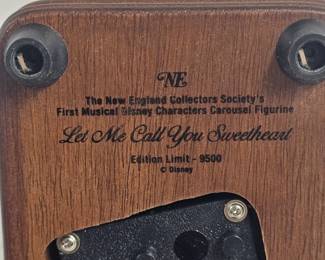 NE
The New England Collectors Society's
First Musical Disney Characters Carousel Figurine
Let Me Call You Sweetheart
Edition Limit - 9500
© Disney